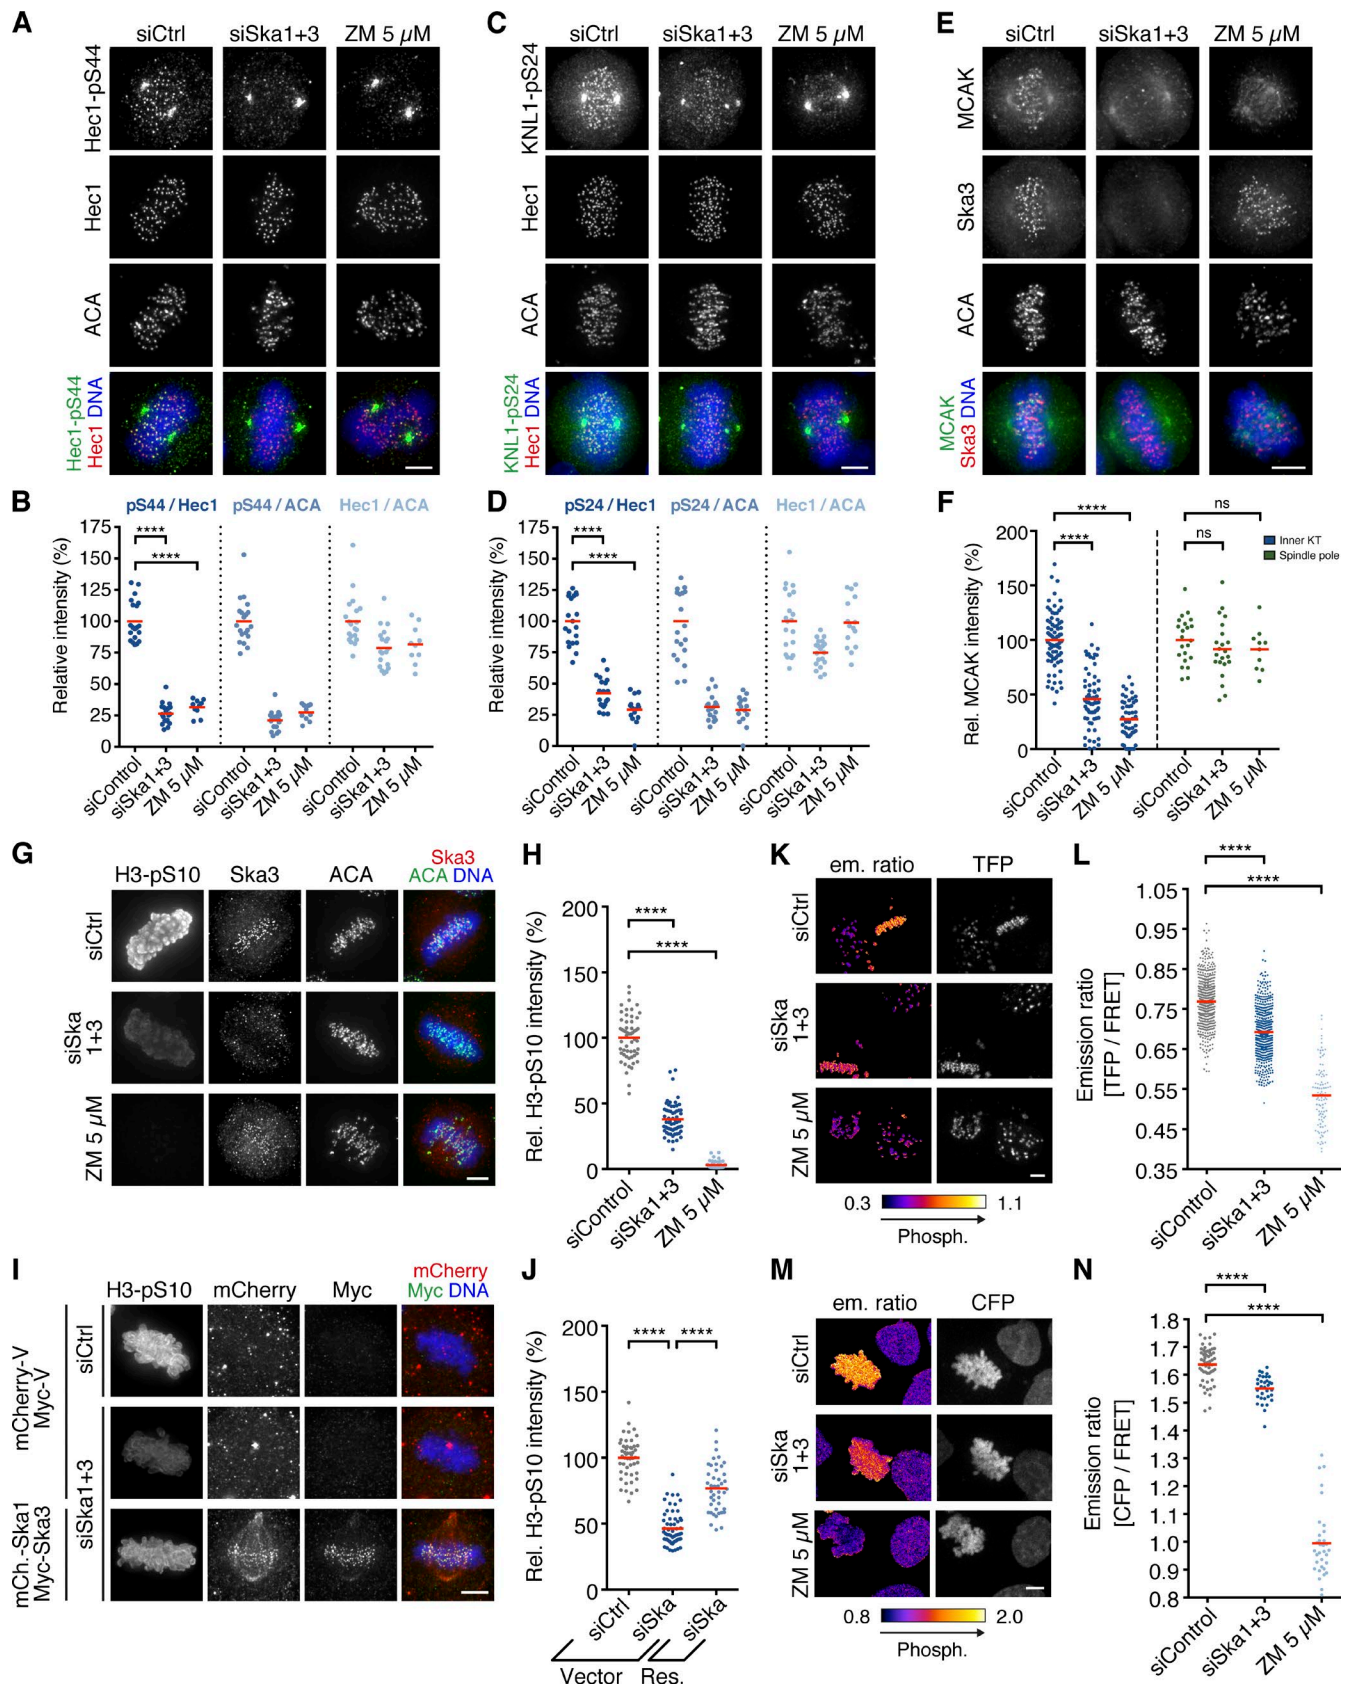 A
siCtrl
siSka1+3
ZM 5 µM
Hec1-pS44
Hec1
ACA
Hec1-pS44
Hec1 DNA
C
siCtrl
siSka1+3
ZM 5 µM
KNL1-pS24
Hec1
ACA
KNL1-pS24
Hec1 DNA
E
siCtrl
siSka1+3
ZM 5 µM
MCAK
Ska3
ACA
MCAK
Ska3 DNA
B
pS44 / Hec1
pS44 / ACA
Hec1 / ACA
Relative intensity (%)
175
150
125
100
75
50
25
0
****
****
siControl
siSka1+3
ZM 5 µM
siControl
siSka1+3
ZM 5 µM
siControl
siSka1+3
ZM 5 µM
D
pS24 / Hec1
pS24 / ACA
Hec1 / ACA
Relative intensity (%)
175
150
125
100
75
50
25
0
****
****
siControl
siSka1+3
ZM 5 µM
siControl
siSka1+3
ZM 5 µM
siControl
siSka1+3
ZM 5 µM
F
Rel. MCAK intensity (%)
200
150
100
50
0
****
****
ns
ns
Inner KT
Spindle pole
siControl
siSka1+3
ZM 5 µM
siControl
siSka1+3
ZM 5 µM
G
H3-pS10
Ska3
ACA
Ska3
ACA DNA
siCtrl
siSka
1+3
ZM 5 µM
H
Rel. H3-pS10 intensity (%)
200
150
100
50
0
****
****
siControl
siSka1+3
ZM 5 µM
K
em. ratio
TFP
siCtrl
siSka
1+3
ZM 5 µM
0.3
1.1
Phosph.
L
Emission ratio
[TFP / FRET]
1.05
0.95
0.85
0.75
0.65
0.55
0.45
0.35
****
****
siControl
siSka1+3
ZM 5 µM
I
H3-pS10
mCherry
Myc
mCherry
Myc DNA
mCherry-V
Myc-V
siCtrl
siSka1+3
mCh.-Ska1
Myc-Ska3
J
Rel. H3-pS10 intensity (%)
200
150
100
50
0
****
****
siCtrl
siSka
siSka
Vector
Res.
M
em. ratio
CFP
siCtrl
siSka
1+3
ZM 5 µM
0.8
2.0
Phosph.
N
Emission ratio
[CFP / FRET]
1.8
1.7
1.6
1.5
1.4
1.3
1.2
1.1
1.0
0.9
0.8
****
****
siControl
siSka1+3
ZM 5 µM